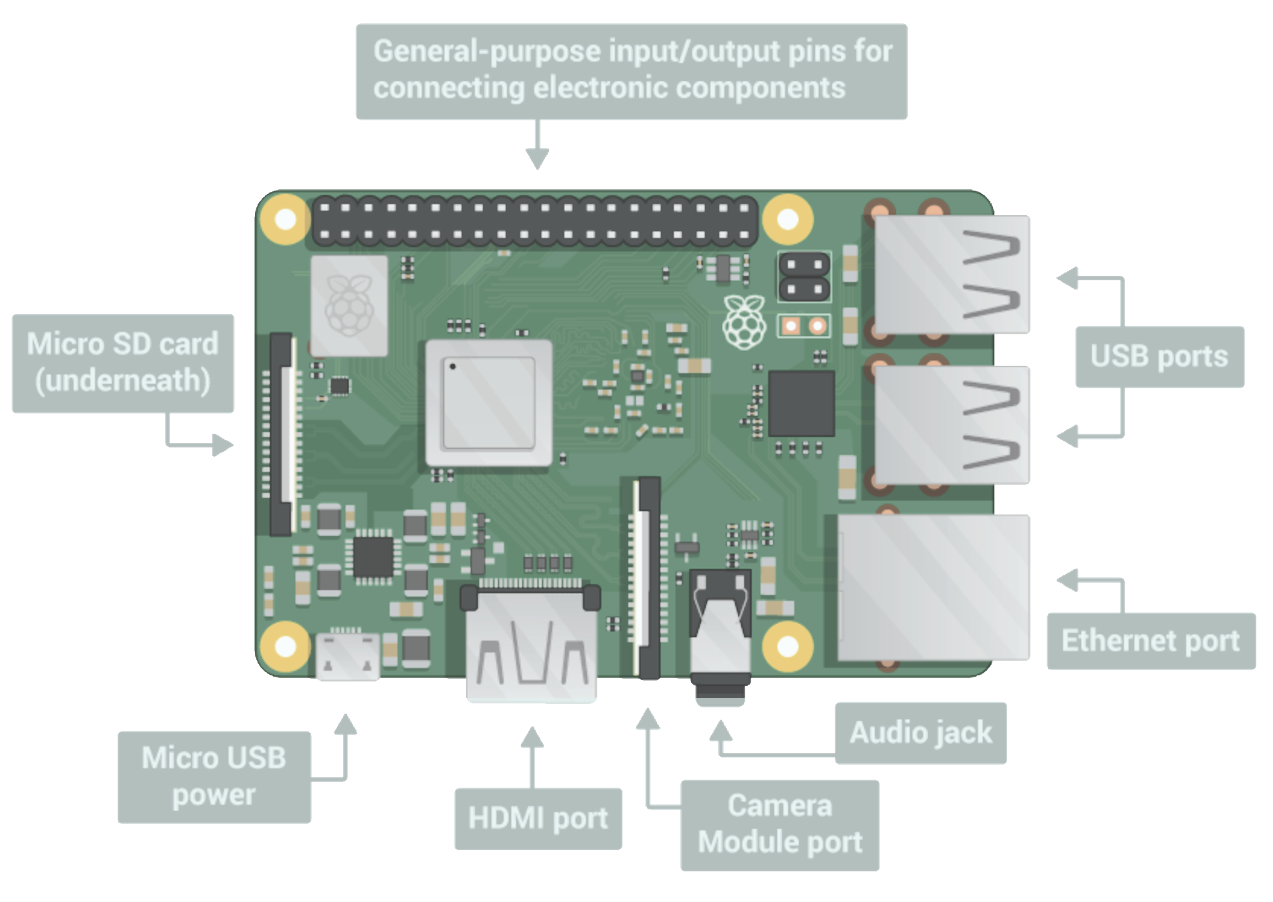 General-purpose input/output pins for
connecting electronic components
Micro SD card
(underneath)
USB ports
Ethernet port
Audio jack
Micro USB
power
HDMI port
Camera
Module port